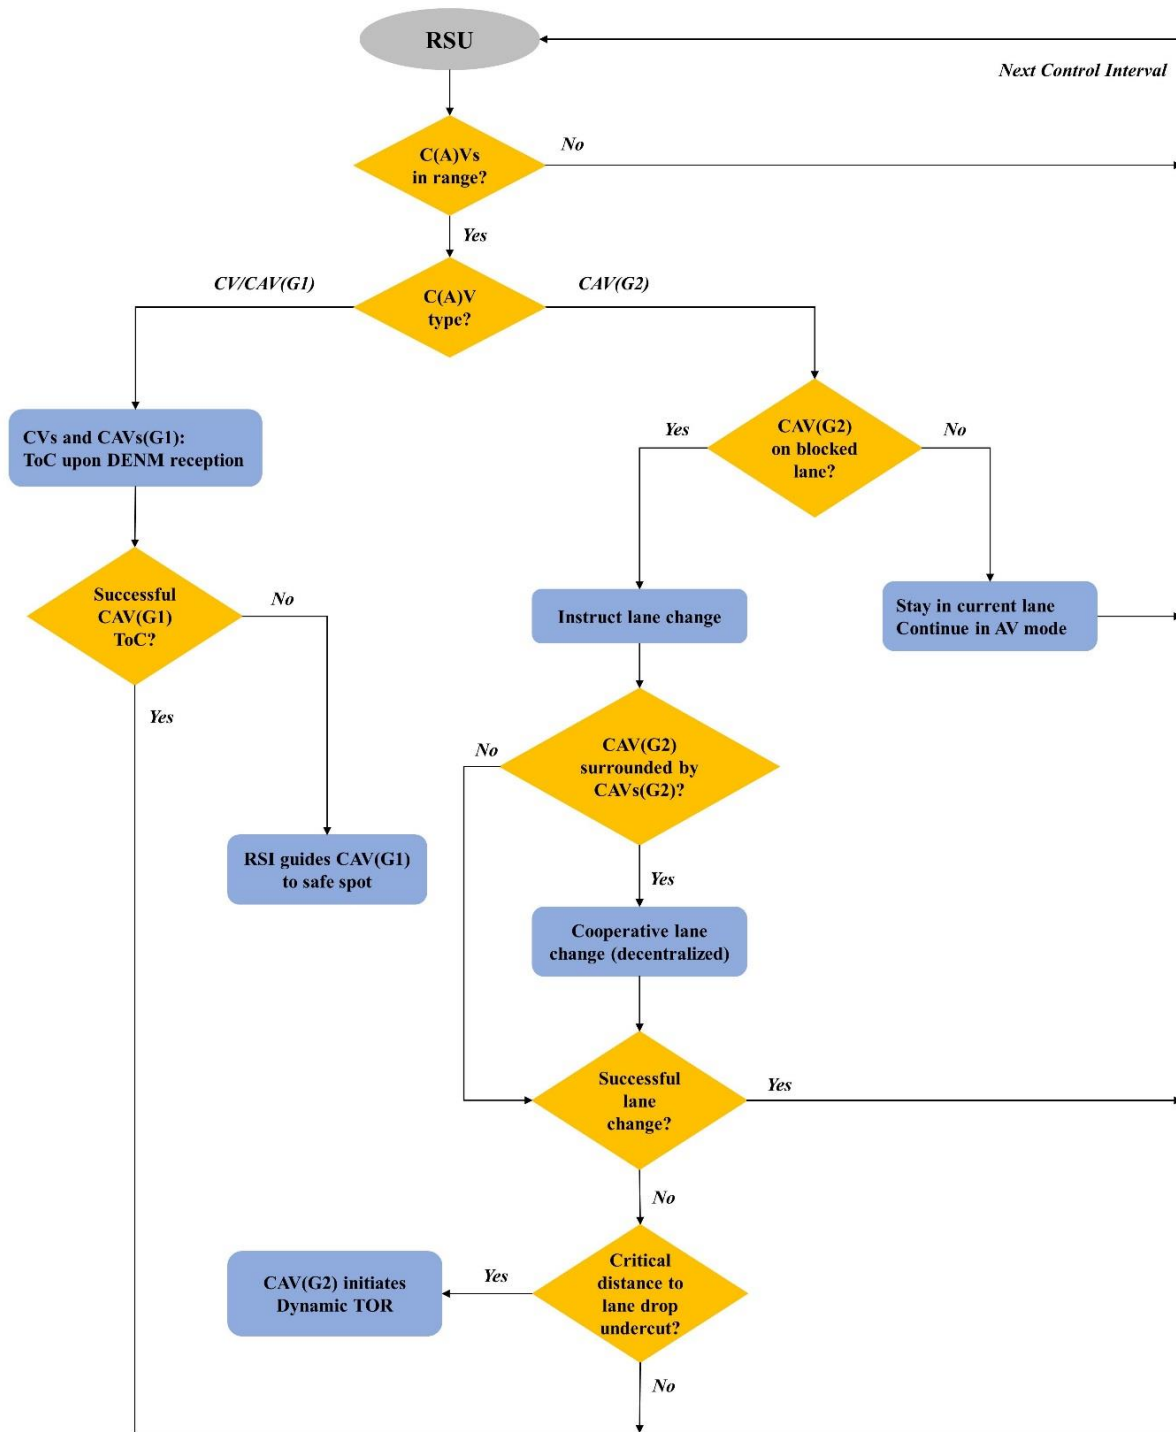 RSU
Next Control Interval
C(A)Vs
in range?
No
Yes
CV/CAV(G1)
C(A)V
type?
CAV(G2)
CVs and CAVs(G1):
ToC upon DENM reception
Yes
CAV(G2)
on blocked
lane?
No
Successful
CAV(G1)
ToC?
No
Yes
Instruct lane change
Stay in current lane
Continue in AV mode
No
CAV(G2)
surrounded by
CAVs(G2)?
Yes
RSI guides CAV(G1)
to safe spot
Cooperative lane
change (decentralized)
Successful
lane
change?
Yes
No
CAV(G2) initiates
Dynamic TOR
Yes
Critical
distance to
lane drop
undercut?
No